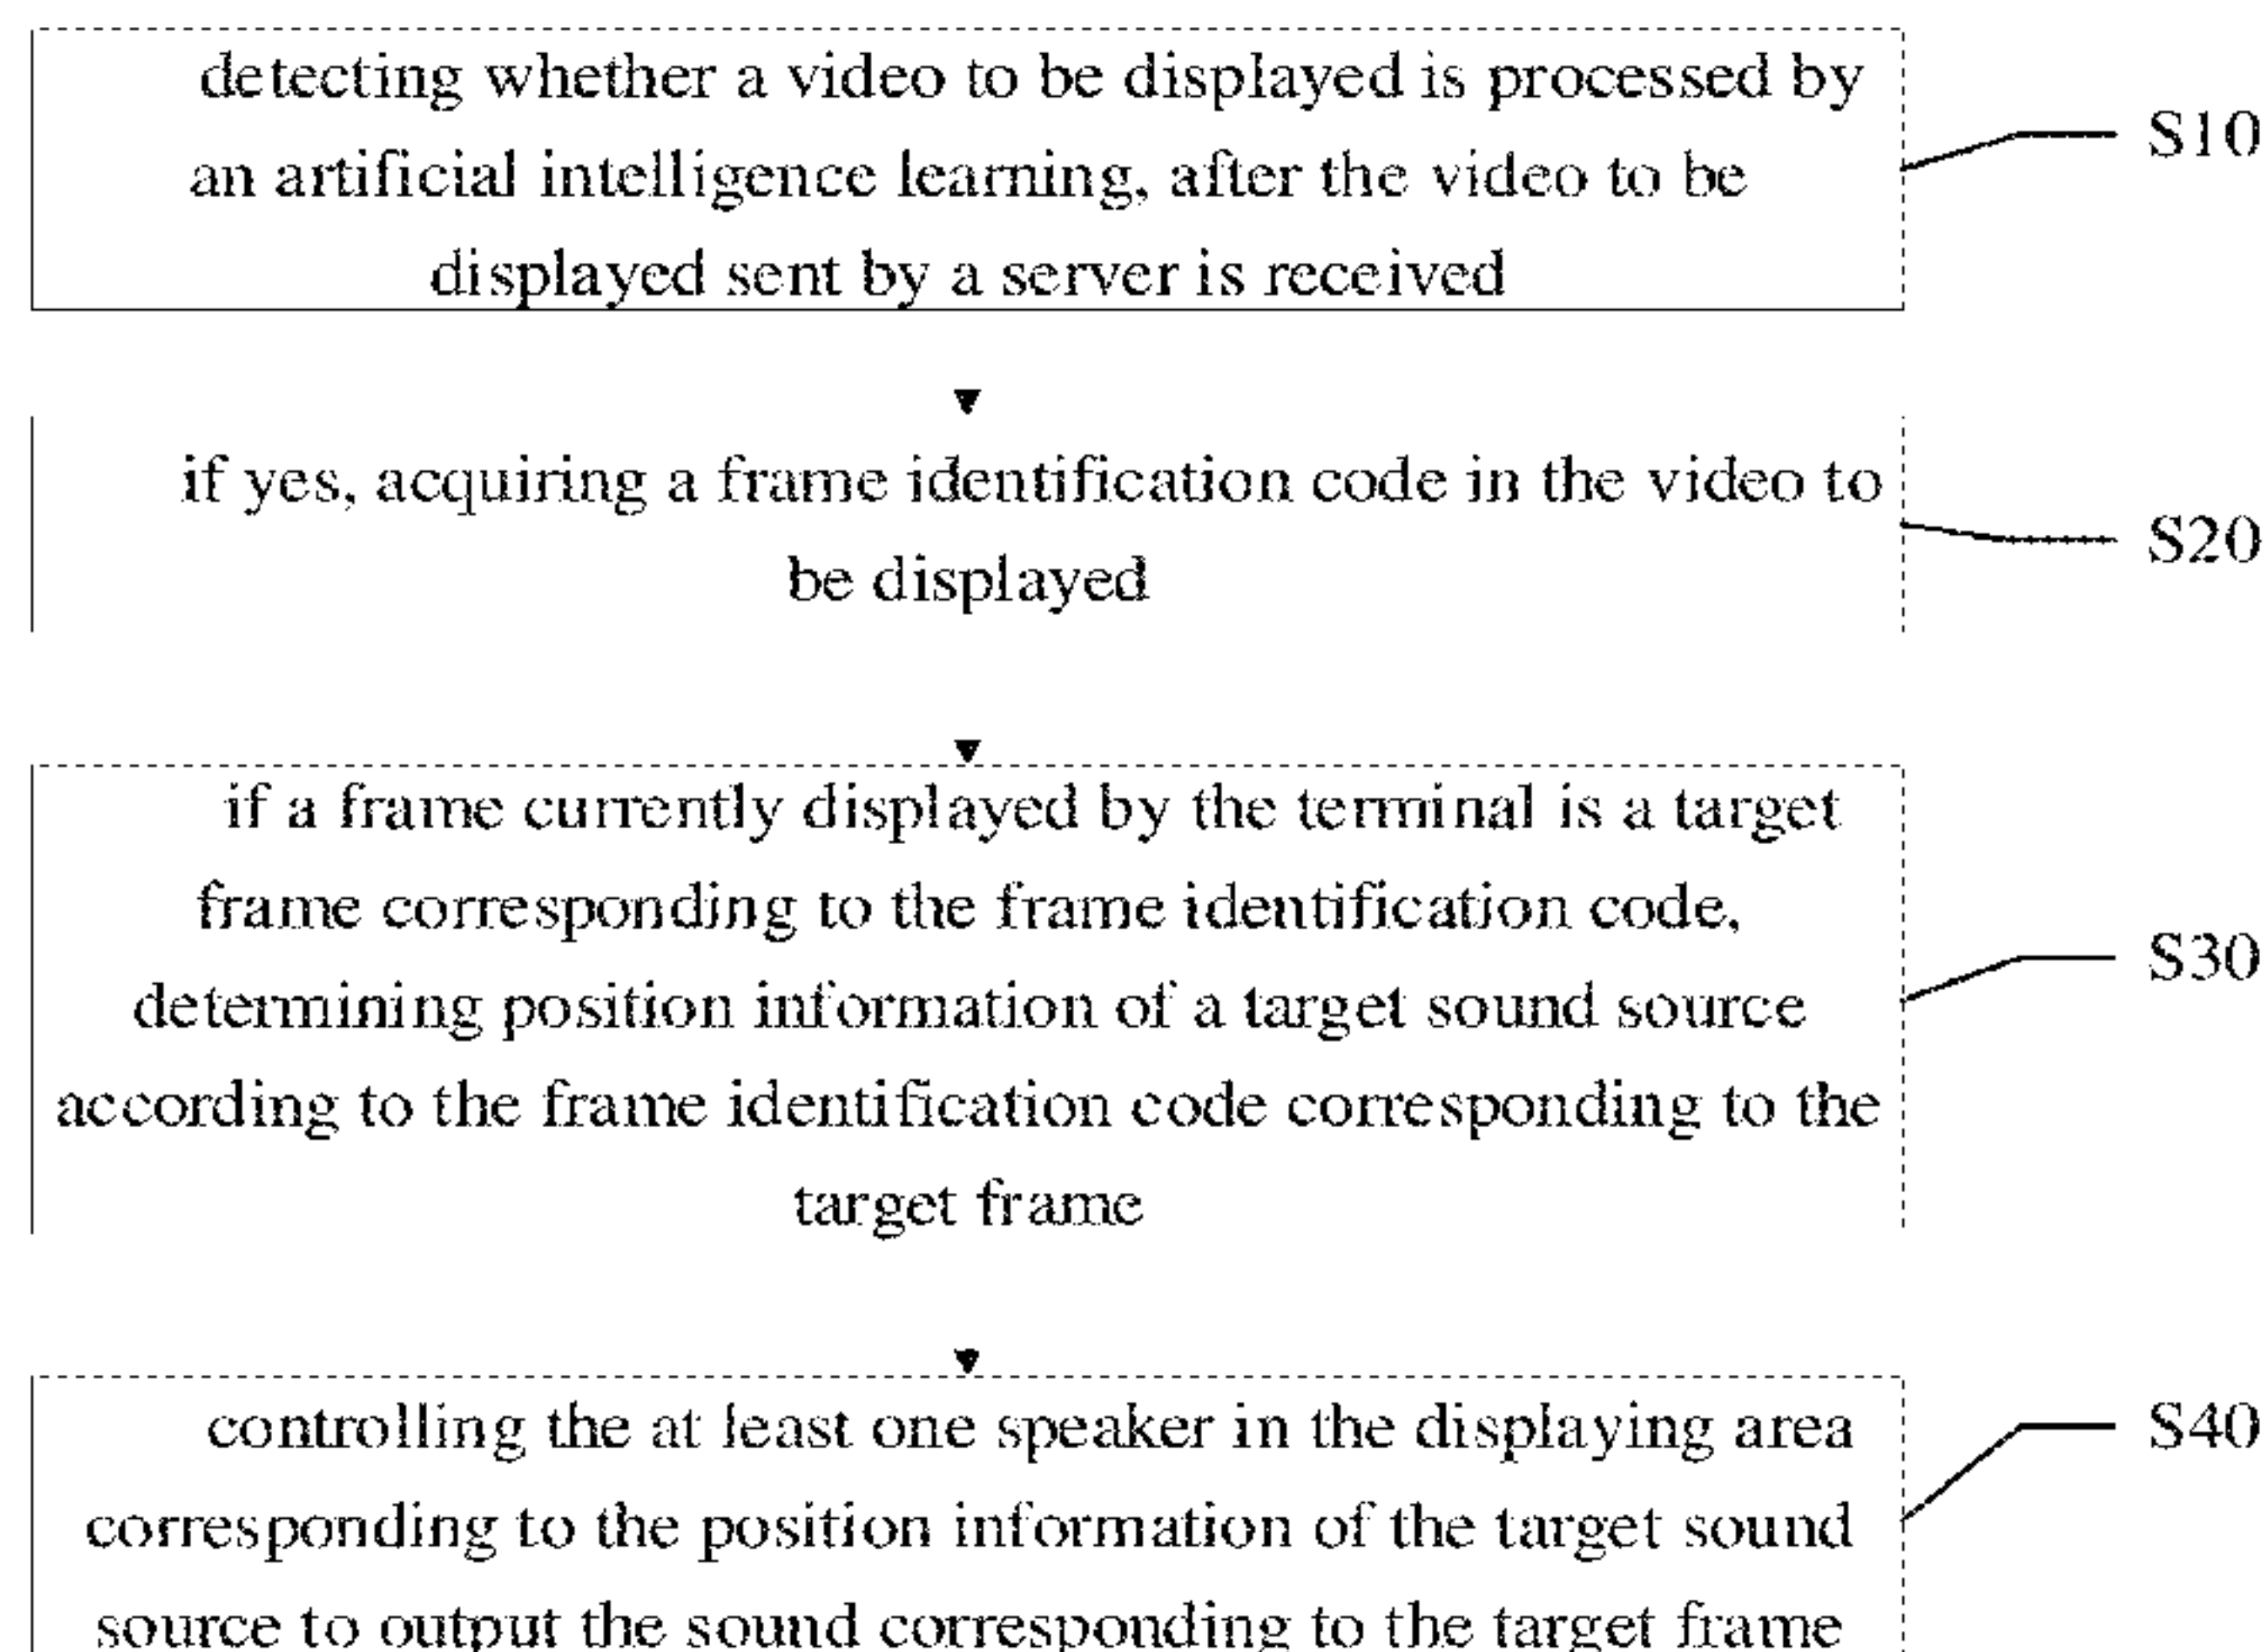 detecting whether a video to be displayed is processed by
an artificial intelligence learning, after the video to be
displayed sent by a server is received
S10
if yes, acquiring a frame identification code in the video to
be displayed
S20
if a frame currently displayed by the terminal is a target
frame corresponding to the frame identification code,
determining position information of a target sound source
according to the frame identification code corresponding to the
target frame
S30
controlling the at least one speaker in the displaying area
corresponding to the position information of the target sound
source to output the sound corresponding to the target frame
S40